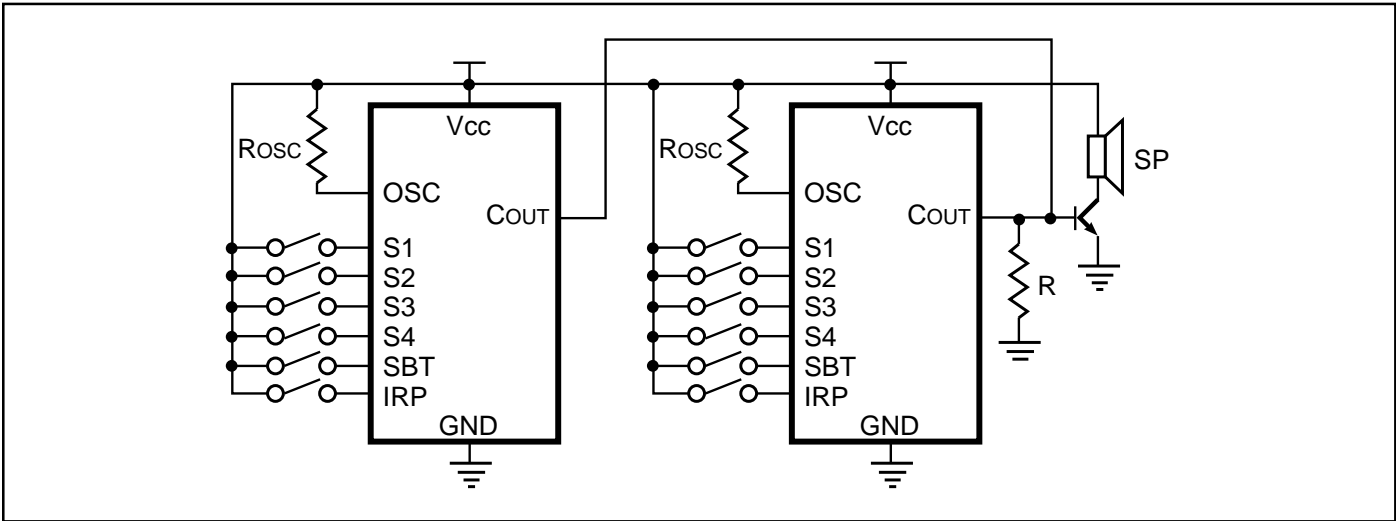 VCC
ROSC
OSC
COUT
S1
S2
S3
S4
SBT
IRP
GND
VCC
ROSC
OSC
COUT
S1
S2
S3
S4
SBT
IRP
GND
SP
R